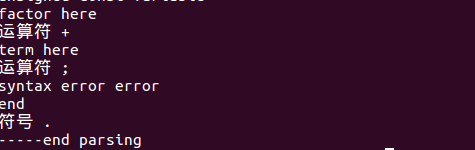 factor here
运算符 +
term here
运算符 ;
syntax error error
end
符号 .
-----end parsing